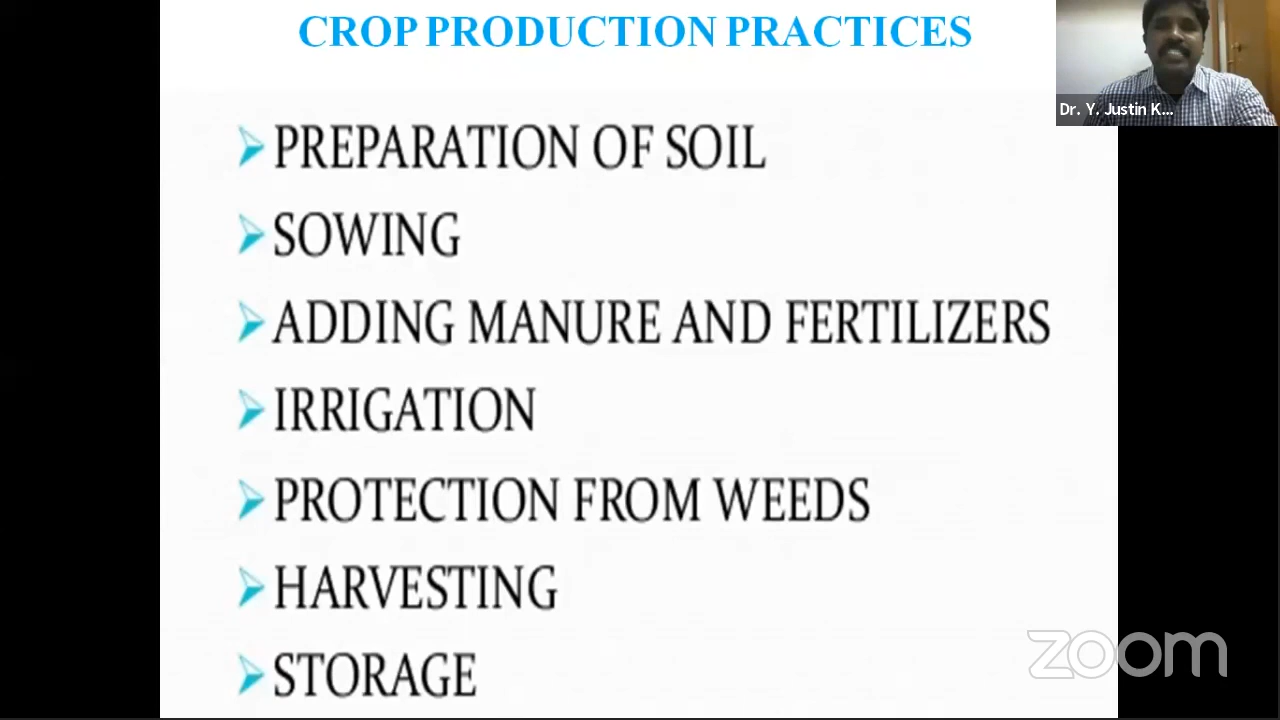 CROP PRODUCTION PRACTICES
Dr. Y. Justin K...
PREPARATION OF SOIL
SOWING
ADDING MANURE AND FERTILIZERS
IRRIGATION
PROTECTION FROM WEEDS
HARVESTING
STORAGE
zoom